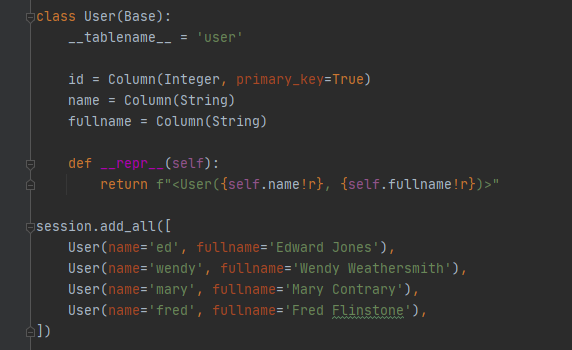 class User(Base):
    __tablename__ = 'user'
    id = Column(Integer, primary_key=True)
    name = Column(String)
    fullname = Column(String)
    def __repr__(self):
        return f"<User({self.name!r}, {self.fullname!r})>"
session.add_all([
    User(name='ed', fullname='Edward Jones'),
    User(name='wendy', fullname='Wendy Weathersmith'),
    User(name='mary', fullname='Mary Contrary'),
    User(name='fred', fullname='Fred Flinstone'),
])